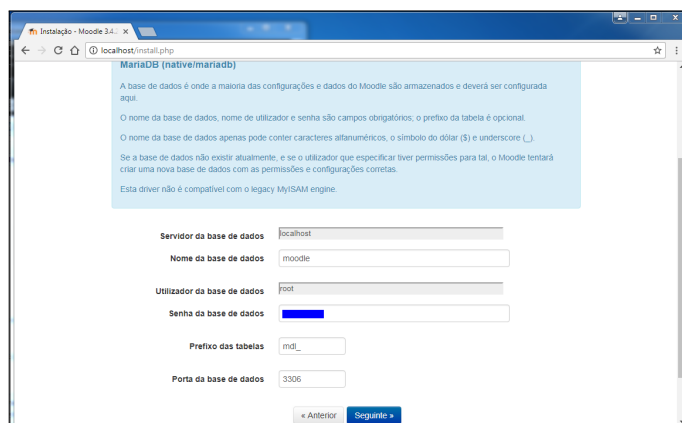 Instalação - Moodle 3.4.
localhost/install.php
MariaDB (native/mariadb)
A base de dados é onde a maioria das configurações e dados do Moodle são armazenados e deverá ser configurada
aqui.
O nome da base de dados, nome de utilizador e senha são campos obrigatórios; o prefixo da tabela é opcional.
O nome da base de dados apenas pode conter caracteres alfanuméricos, o símbolo do dólar ($) e underscore (_).
Se a base de dados não existir atualmente, e se o utilizador que especificar tiver permissões para tal, o Moodle tentará
criar uma nova base de dados com as permissões e configurações corretas.
Esta driver não é compatível com o legacy MyISAM engine.
Servidor da base de dados localhost
Nome da base de dados moodle
Utilizador da base de dados root
Senha da base de dados
Prefixo das tabelas mdl_
Porta da base de dados 3306
« Anterior Seguinte »